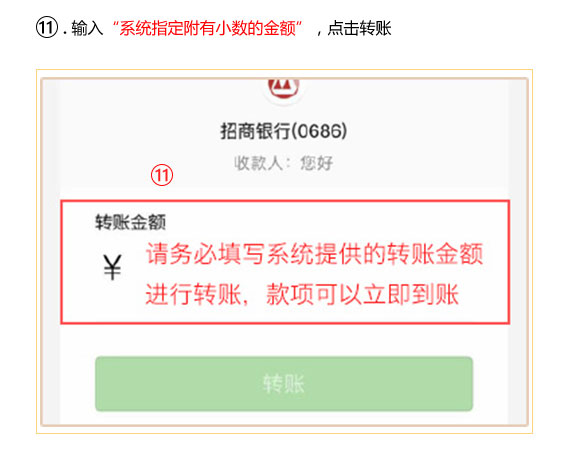 ⑪.输入“系统指定附有小数的金额”，点击转账
招商银行(0686)
收款人：您好
⑪
转账金额
¥ 请务必填写系统提供的转账金额
进行转账，款项可以立即到账
转账